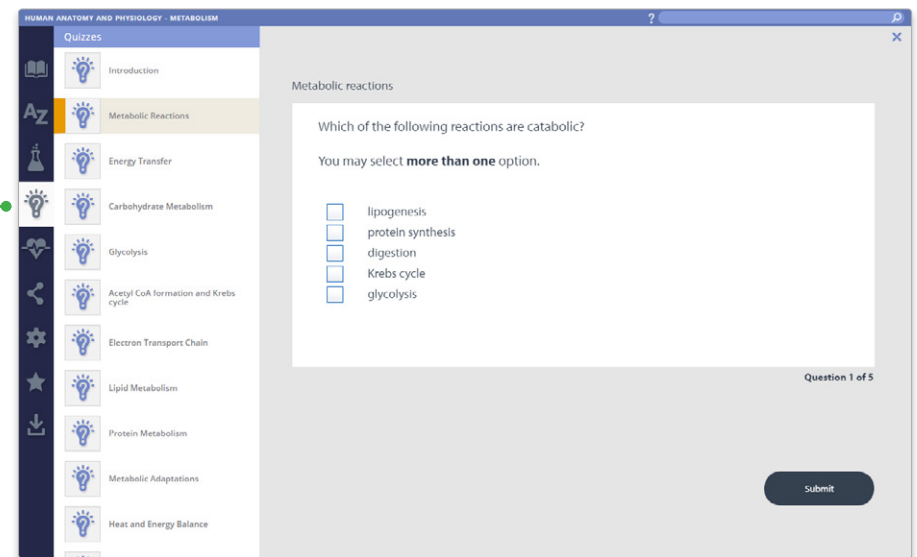 HUMAN ANATOMY AND PHYSIOLOGY - METABOLISM
?
Quizzes
Introduction
Metabolic Reactions
Energy Transfer
Carbohydrate Metabolism
Glycolysis
Acetyl CoA formation and Krebs
cycle
Electron Transport Chain
Lipid Metabolism
Protein Metabolism
Metabolic Adaptations
Heat and Energy Balance
AZ
Metabolic reactions
Which of the following reactions are catabolic?
You may select more than one option.
lipogenesis
protein synthesis
digestion
Krebs cycle
glycolysis
Question 1 of 5
Submit